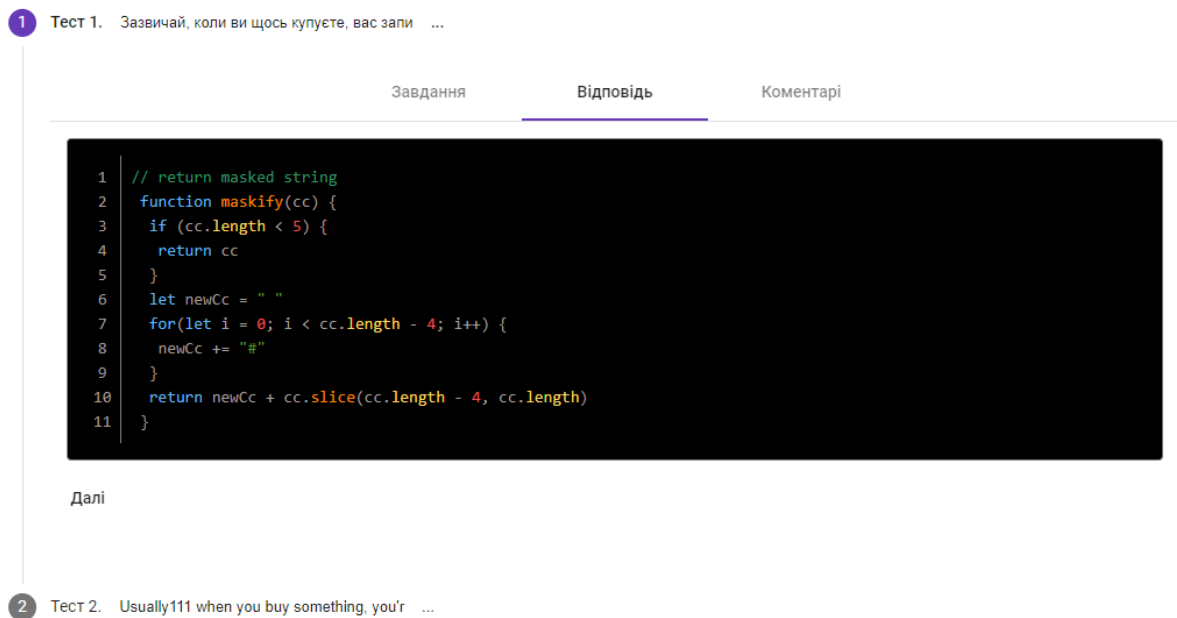 1 Тест 1. Зазвичай, коли ви щось купуєте, вас запи ...
Завдання Відповідь Коментарі
1 // return masked string
2 function maskify(cc) {
3 if (cc.length < 5) {
4 return cc
5 }
6 let newCc = " "
7 for(let i = 0; i < cc.length - 4; i++) {
8 newCc += "#"
9 }
10 return newCc + cc.slice(cc.length - 4, cc.length)
11 }
Далі
2 Тест 2. Usually111 when you buy something, you'r ...